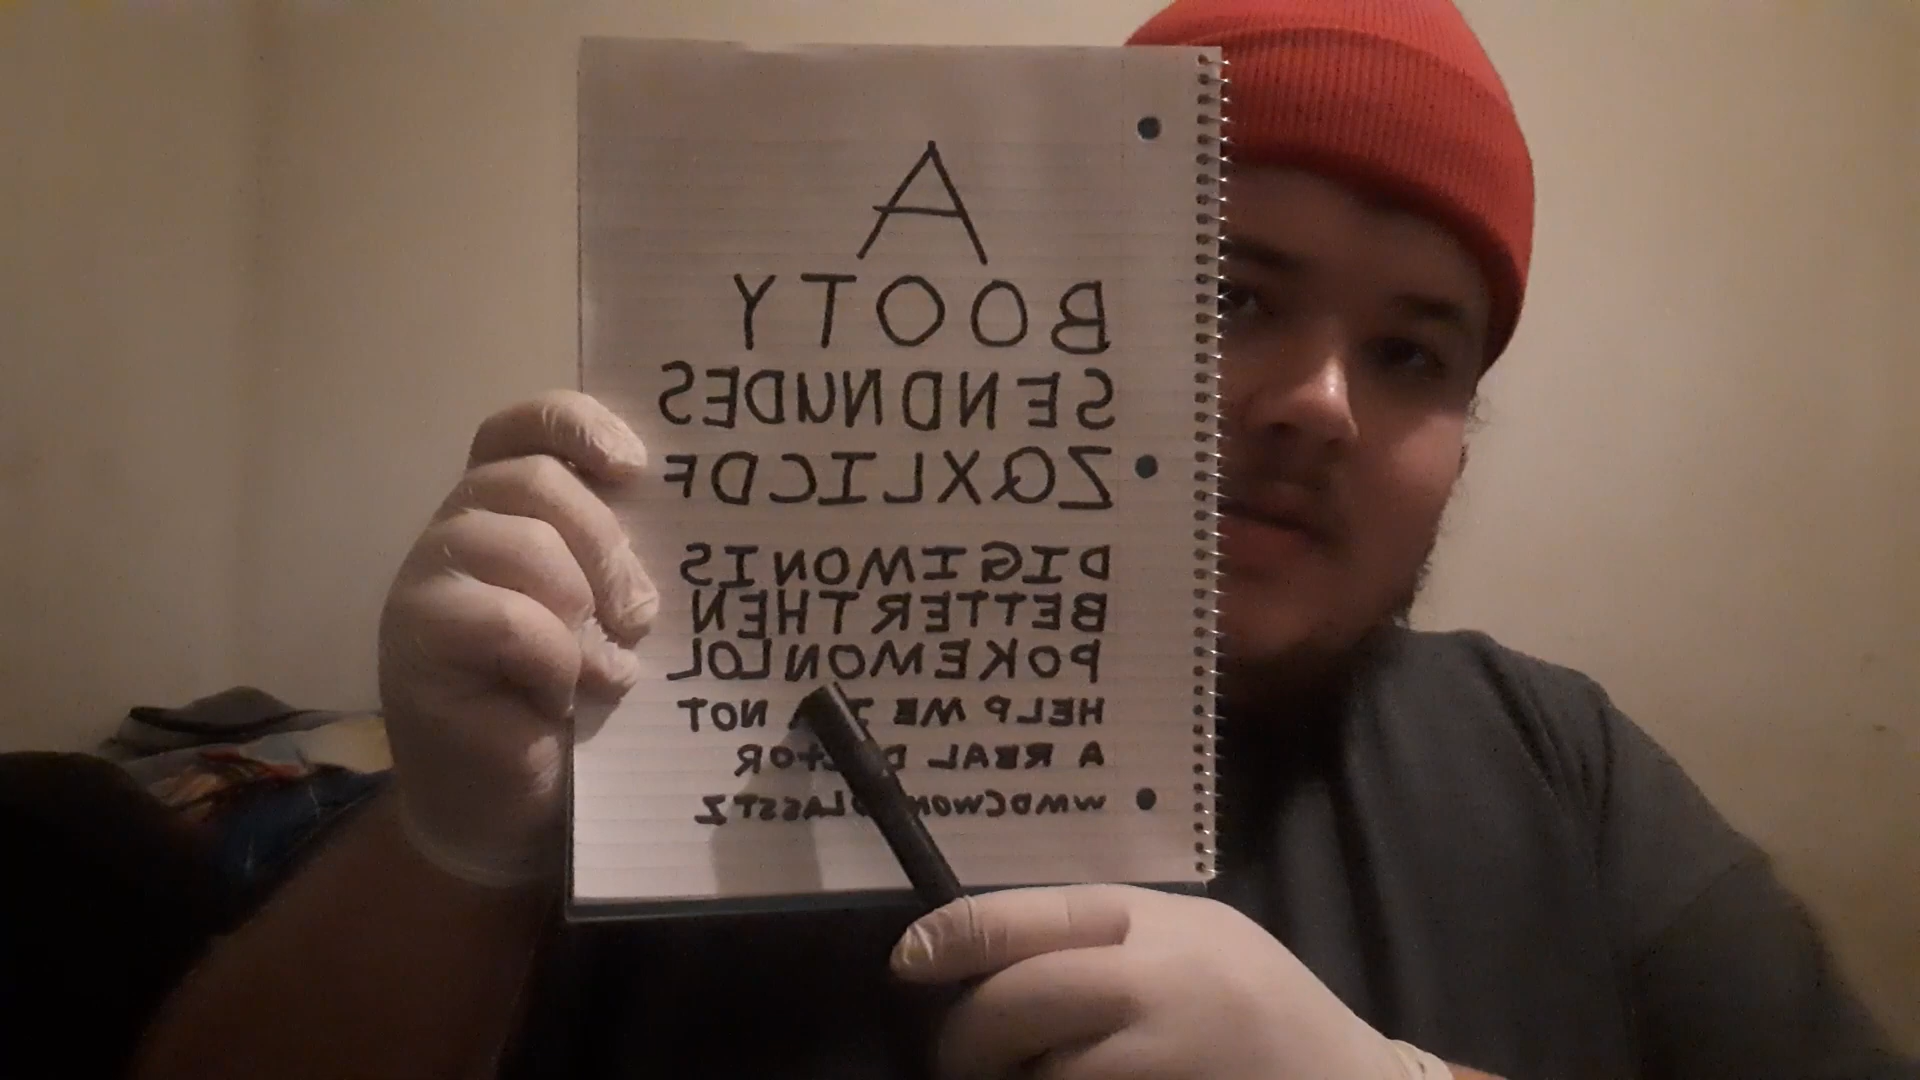 A
BOOTY
SENDNUDES
ZQXLICDF
DIGIMONIS
BETTERTHEN
POKEMONLOL
HELP ME NOT
A REAL